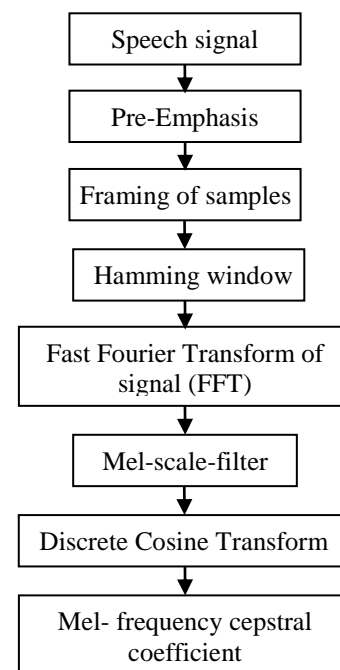 Speech signal
Pre-Emphasis
Framing of samples
Hamming window
Fast Fourier Transform of
signal (FFT)
Mel-scale-filter
Discrete Cosine Transform
Mel- frequency cepstral
coefficient